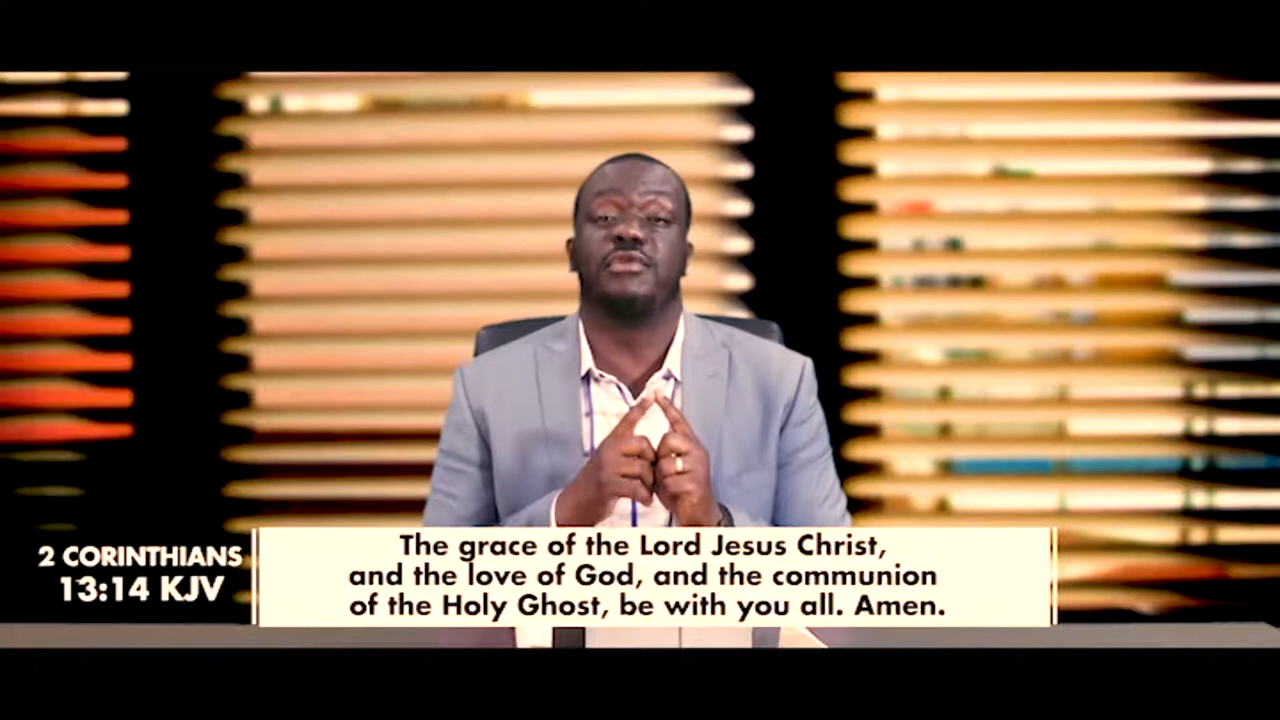 2 CORINTHIANS
13:14 KJV
The grace of the Lord Jesus Christ,
and the love of God, and the communion
of the Holy Ghost, be with you all. Amen.